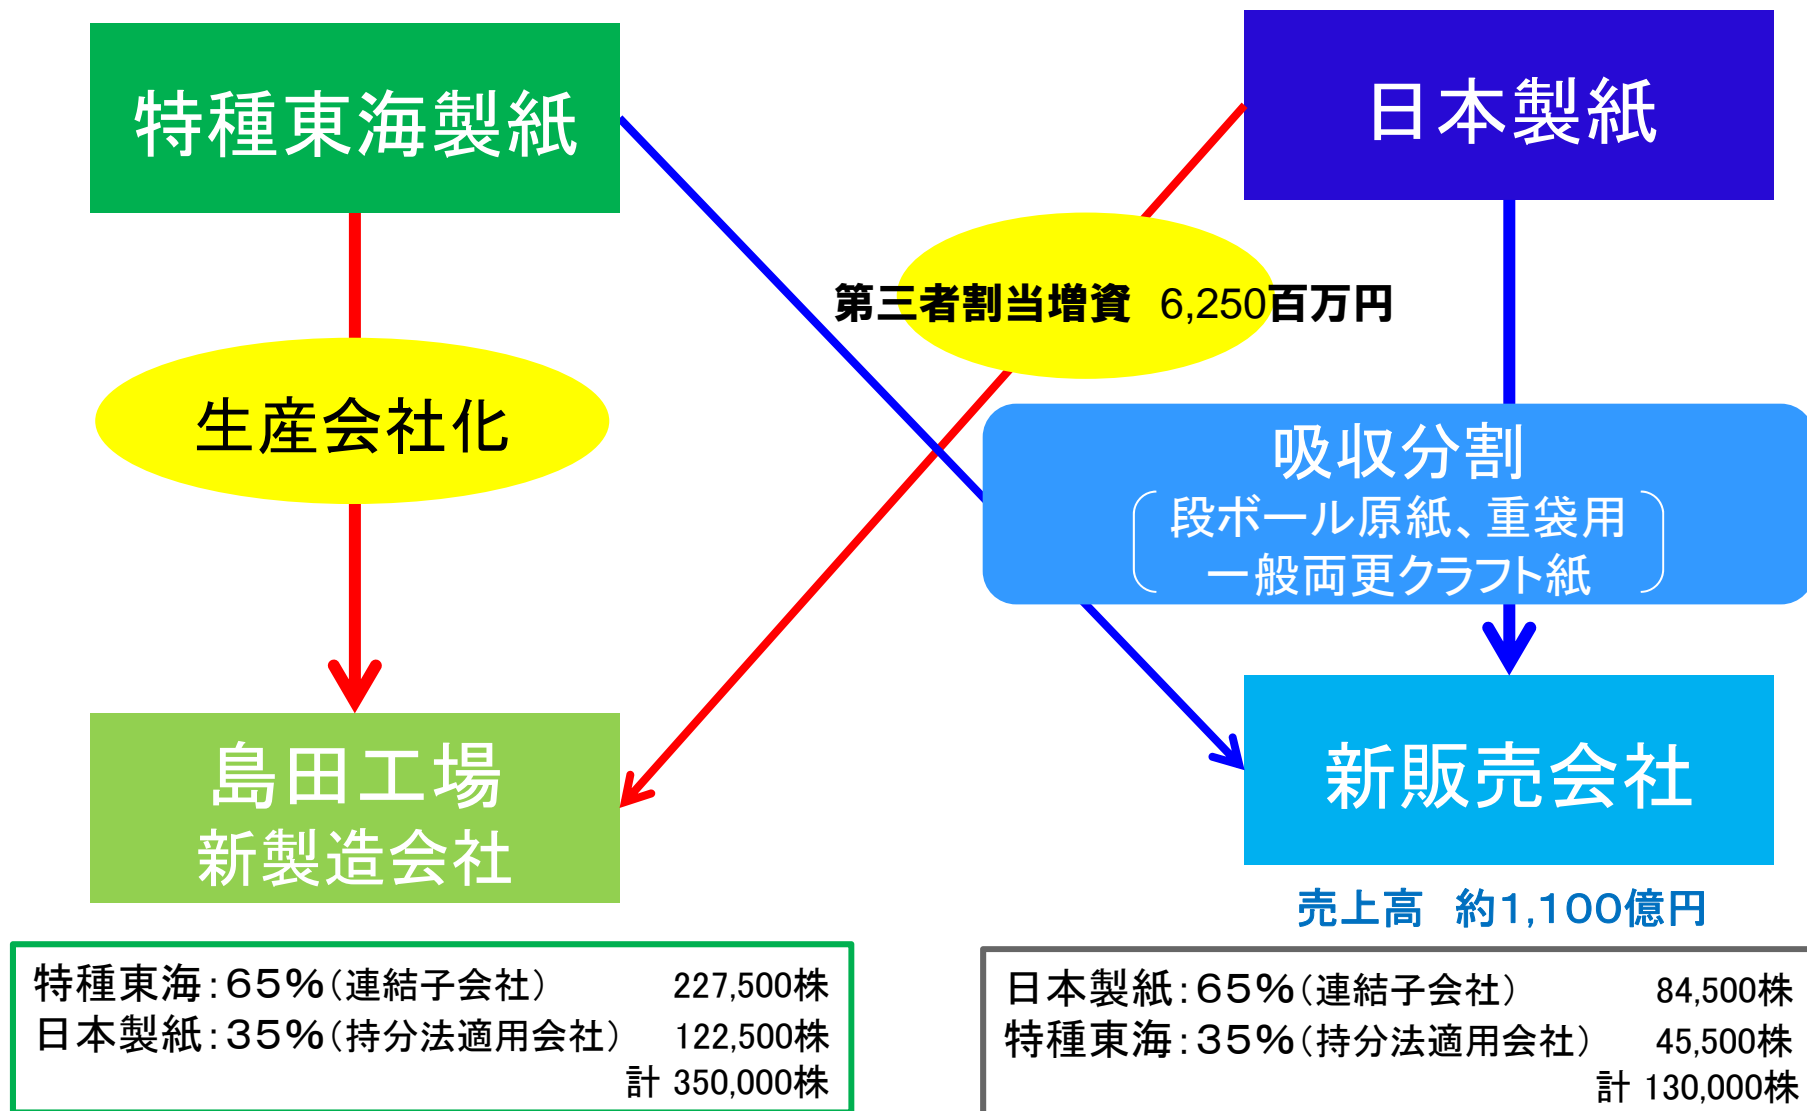 特種東海製紙
日本製紙
第三者割当増資　6,250百万円
生産会社化
吸収分割
段ボール原紙、重袋用
一般両更クラフト紙
島田工場
新製造会社
新販売会社
売上高　約1,100億円
特種東海：65％（連結子会社）　227,500株
日本製紙：35％（持分法適用会社）　122,500株
計 350,000株
日本製紙：65％（連結子会社）　84,500株
特種東海：35％（持分法適用会社）　45,500株
計 130,000株